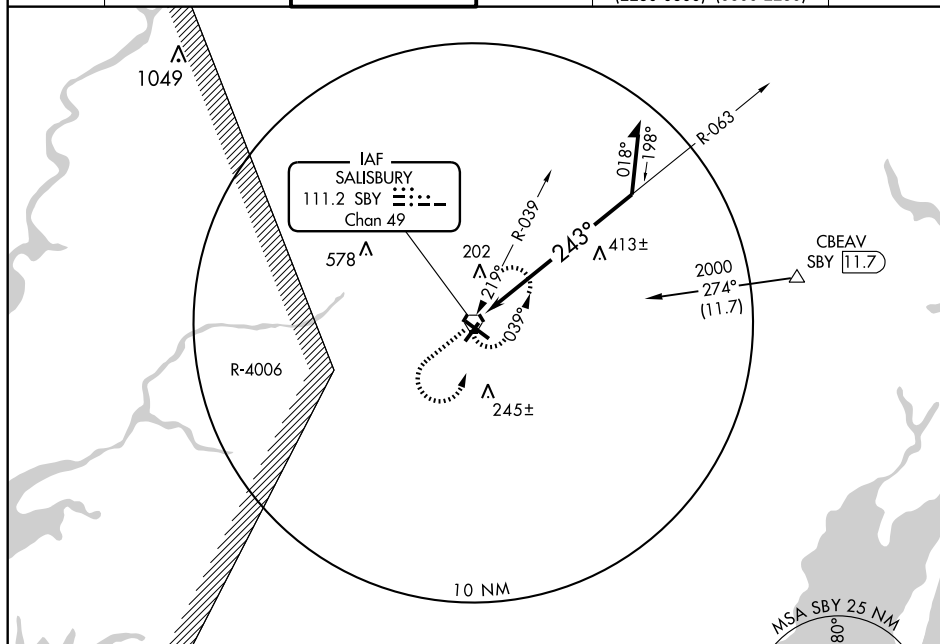 1049
IAF
SALISBURY
111.2 SBY
Chan 49
578
R-4006
202
R-039
219°
039°
245±
243°
413±
018°
198°
R-063
CBEAV
SBY 11.7
2000
274°
(11.7)
10 NM
MSA SBY 25 NM